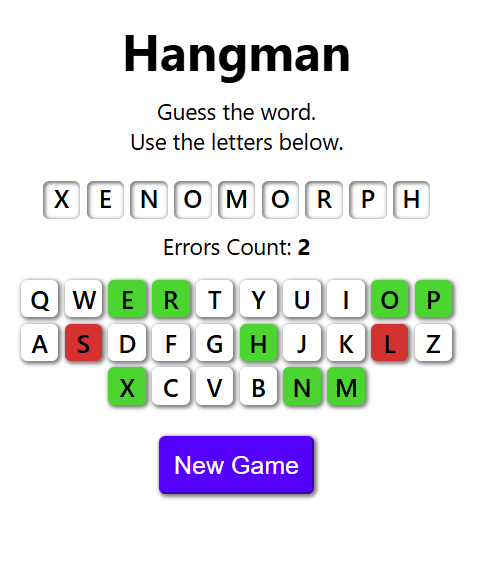 Hangman
Guess the word.
Use the letters below.
X E N O M O R P H
Errors Count: 2
Q W E R T Y U I O P
A S D F G H J K L Z
X C V B N M
New Game